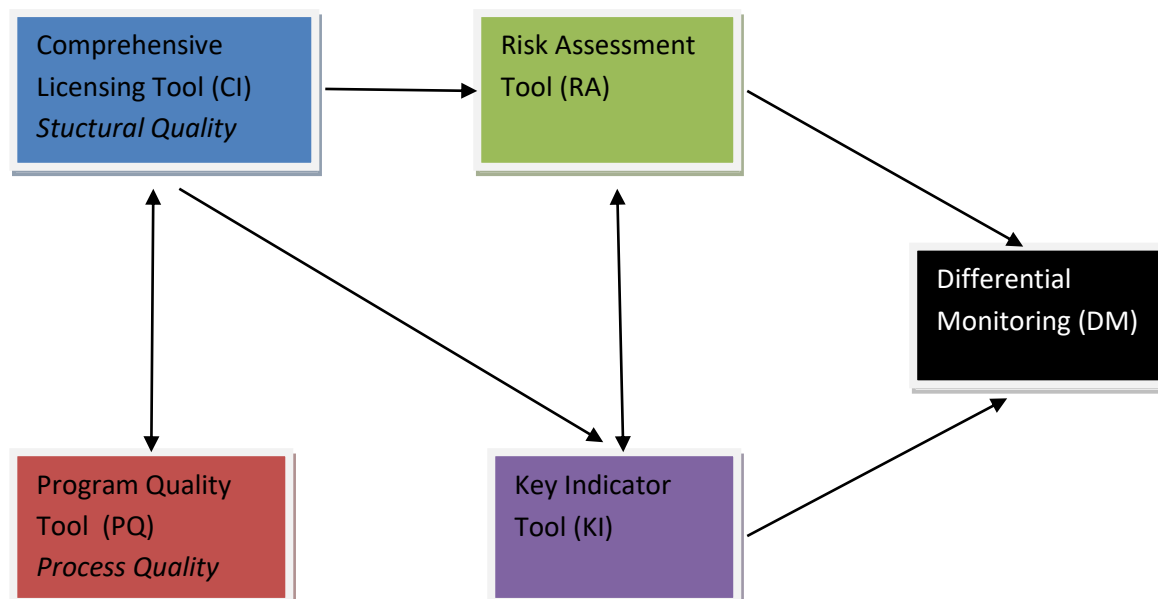 Comprehensive
Licensing Tool (CI)
Stuctural Quality
Risk Assessment
Tool (RA)
Differential
Monitoring (DM)
Program Quality
Tool  (PQ)
Process Quality
Key Indicator
Tool (KI)